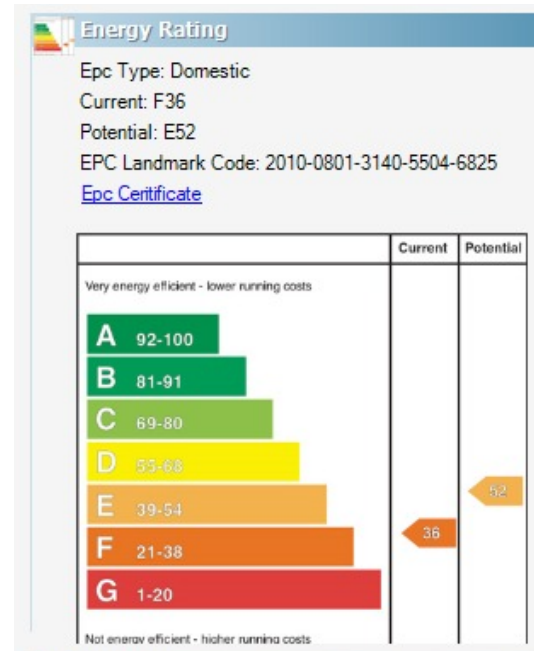 Energy Rating
Epc Type: Domestic
Current: F36
Potential: E52
EPC Landmark Code: 2010-0801-3140-5504-6825
Epc Ceritificate
Current Potential
Very energy efficient - lower running costs
A 92-100
B 81-91
C 69-80
D 55-68
52
E 39-54
36
F 21-38
G 1-20
Not energy efficient - higher running costs